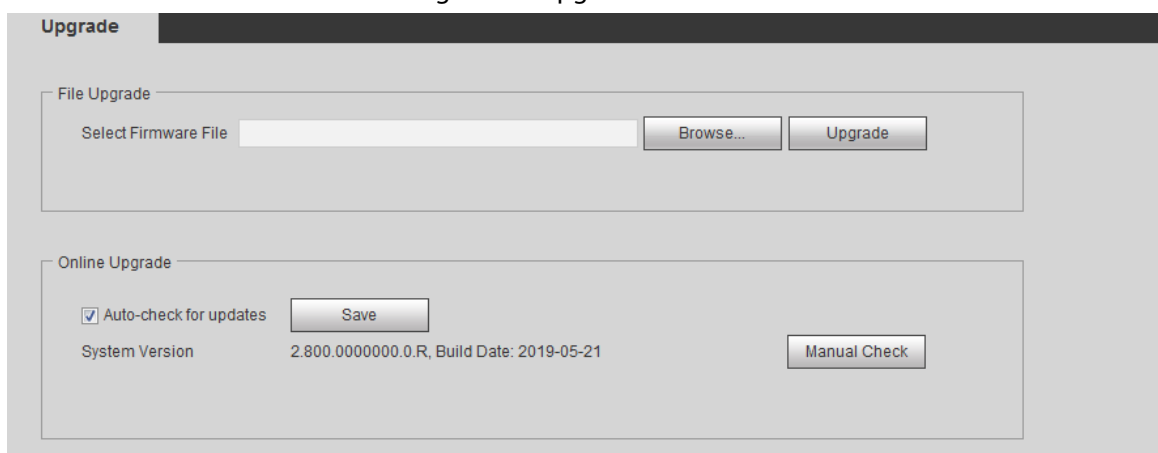 Upgrade
File Upgrade
Select Firmware File Browse... Upgrade
Online Upgrade
Auto-check for updates Save
System Version 2.800.0000000.0.R, Build Date: 2019-05-21 Manual Check